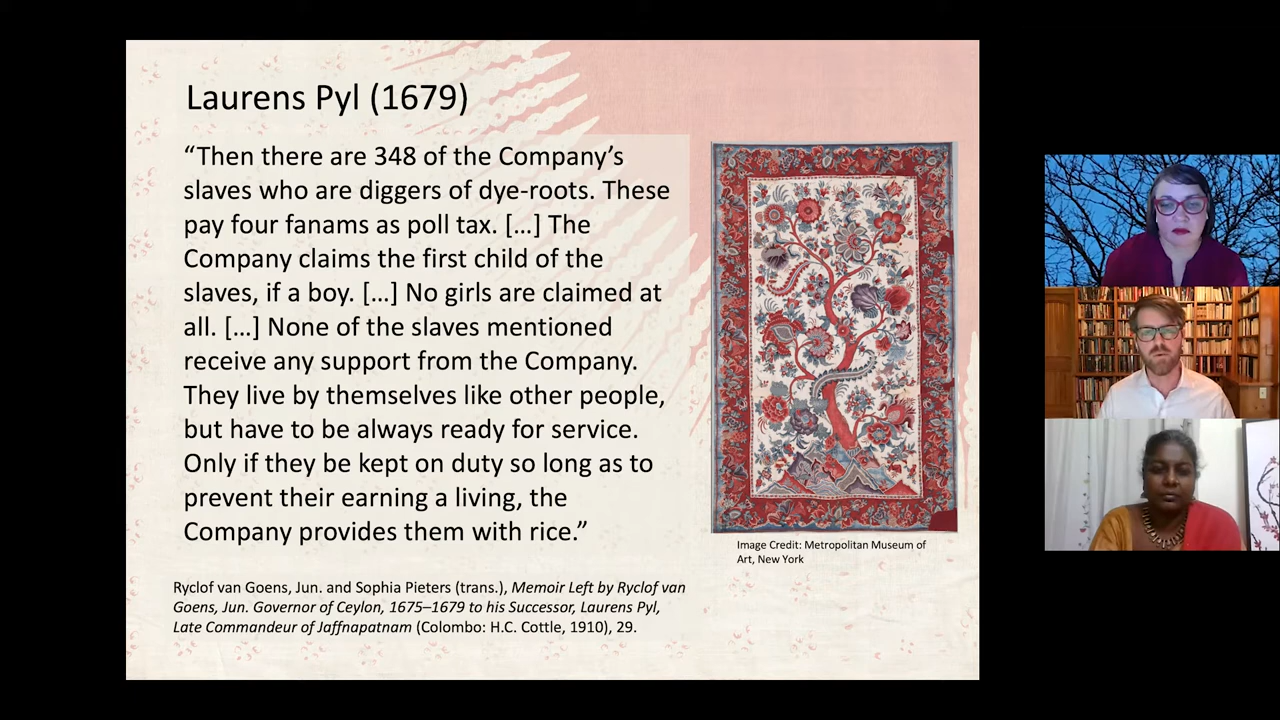 Laurens Pyl (1679)
“Then there are 348 of the Company’s
slaves who are diggers of dye-roots. These
pay four fanams as poll tax. […] The
Company claims the first child of the
slaves, if a boy. […] No girls are claimed at
all. […] None of the slaves mentioned
receive any support from the Company.
They live by themselves like other people,
but have to be always ready for service.
Only if they be kept on duty so long as to
prevent their earning a living, the
Company provides them with rice.”
Image Credit: Metropolitan Museum of
Art, New York
Ryclof van Goens, Jun. and Sophia Pieters (trans.), Memoir Left by Ryclof van
Goens, Jun. Governor of Ceylon, 1675–1679 to his Successor, Laurens Pyl,
Late Commandeur of Jaffnapatnam (Colombo: H.C. Cottle, 1910), 29.